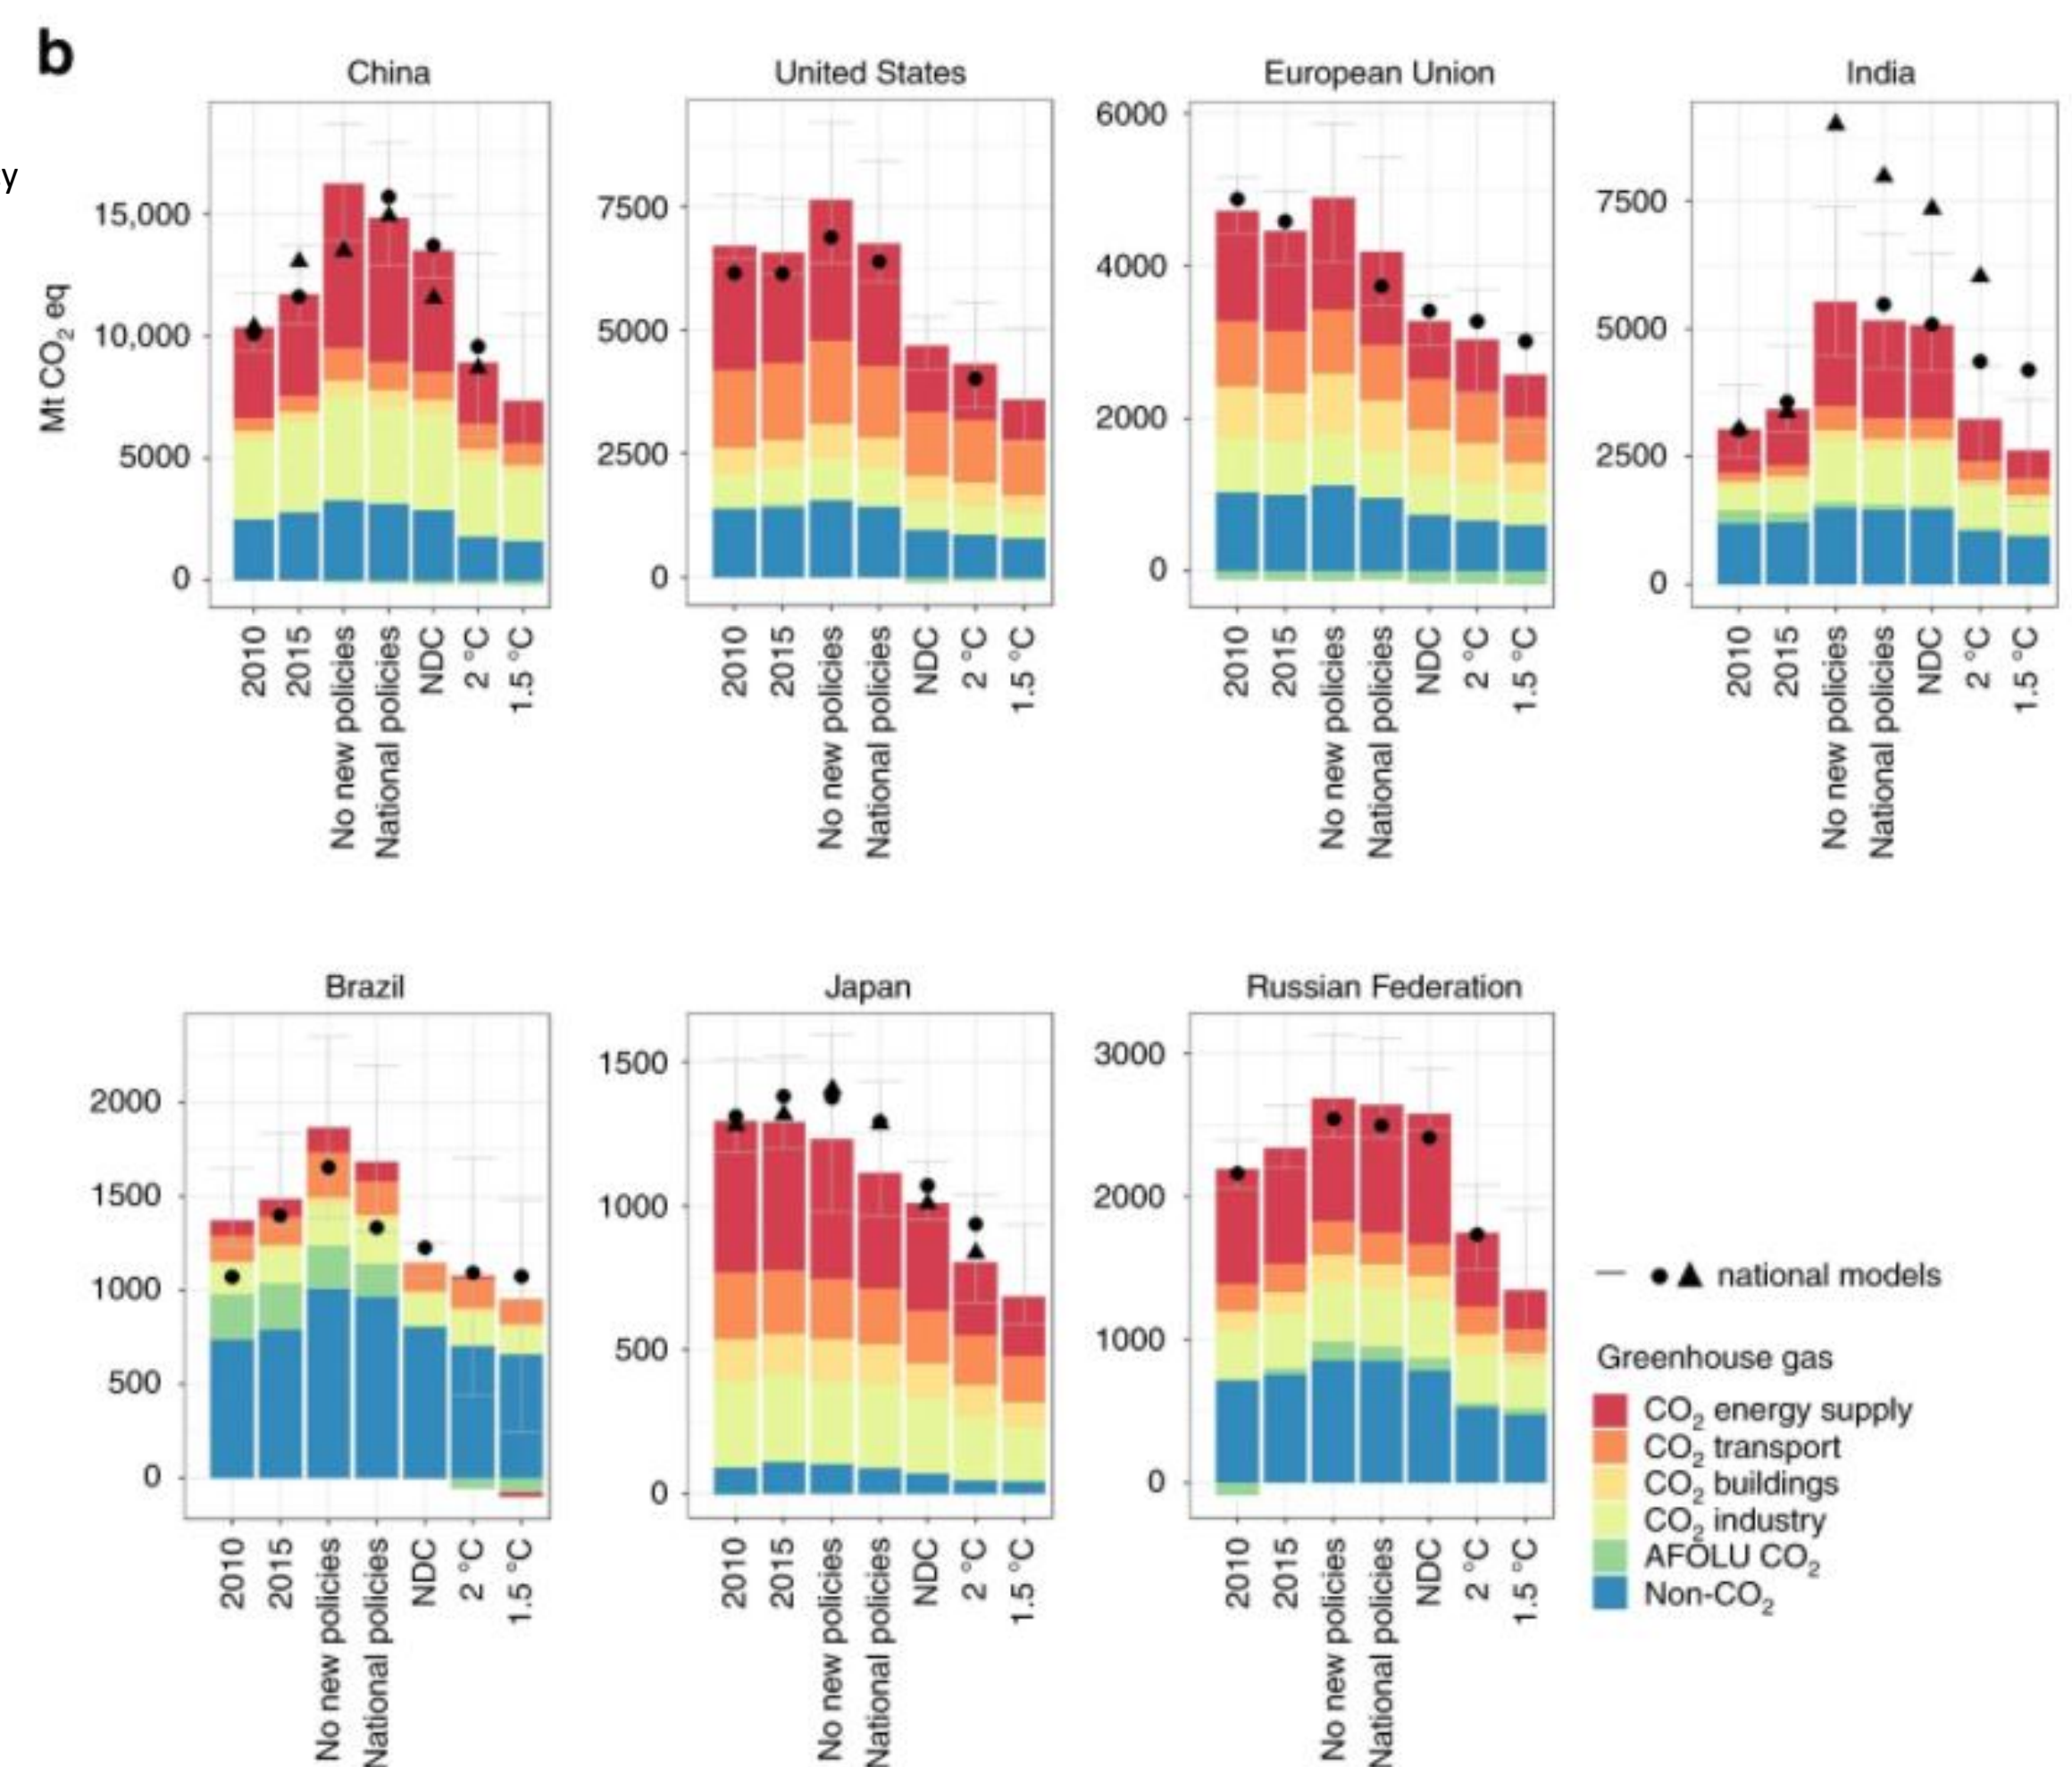 b
y
China
United States
European Union
India
Mt CO₂ eq
15,000
10,000
5000
0
2010
2015
No new policies
National policies
NDC
2 °C
1.5 °C
7500
5000
2500
0
2010
2015
No new policies
National policies
NDC
2 °C
1.5 °C
6000
4000
2000
0
2010
2015
No new policies
National policies
NDC
2 °C
1.5 °C
7500
5000
2500
0
2010
2015
No new policies
National policies
NDC
2 °C
1.5 °C
Brazil
Japan
Russian Federation
2000
1500
1000
500
0
2010
2015
No new policies
National policies
NDC
2 °C
1.5 °C
1500
1000
500
0
2010
2015
No new policies
National policies
NDC
2 °C
1.5 °C
3000
2000
1000
0
2010
2015
No new policies
National policies
NDC
2 °C
1.5 °C
national models
Greenhouse gas
CO₂ energy supply
CO₂ transport
CO₂ buildings
CO₂ industry
AFOLU CO₂
Non-CO₂